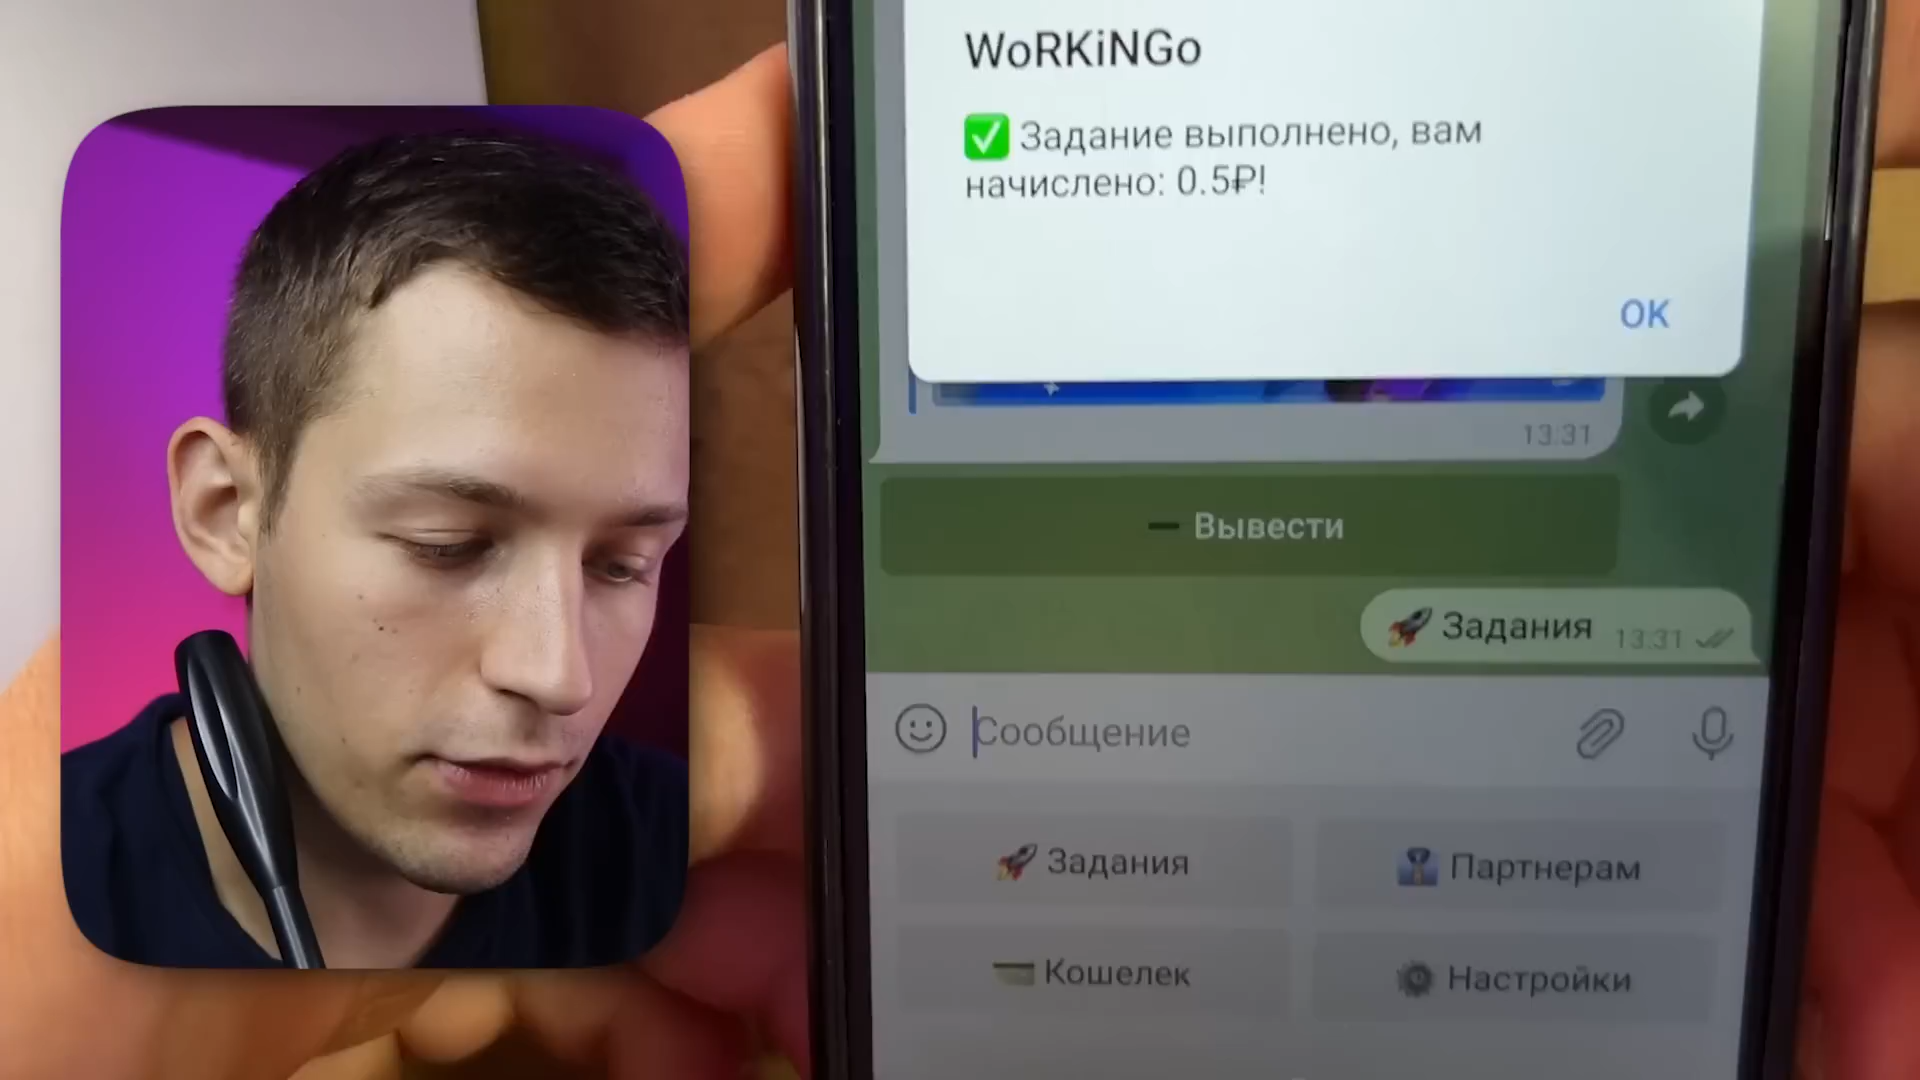 WoRKiNGo
✅ Задание выполнено, вам
начислено: 0.5₽!
OK
13:31
➖ Вывести
🚀 Задания 13:31
Сообщение
🚀 Задания
👔 Партнерам
💳 Кошелек
⚙️ Настройки